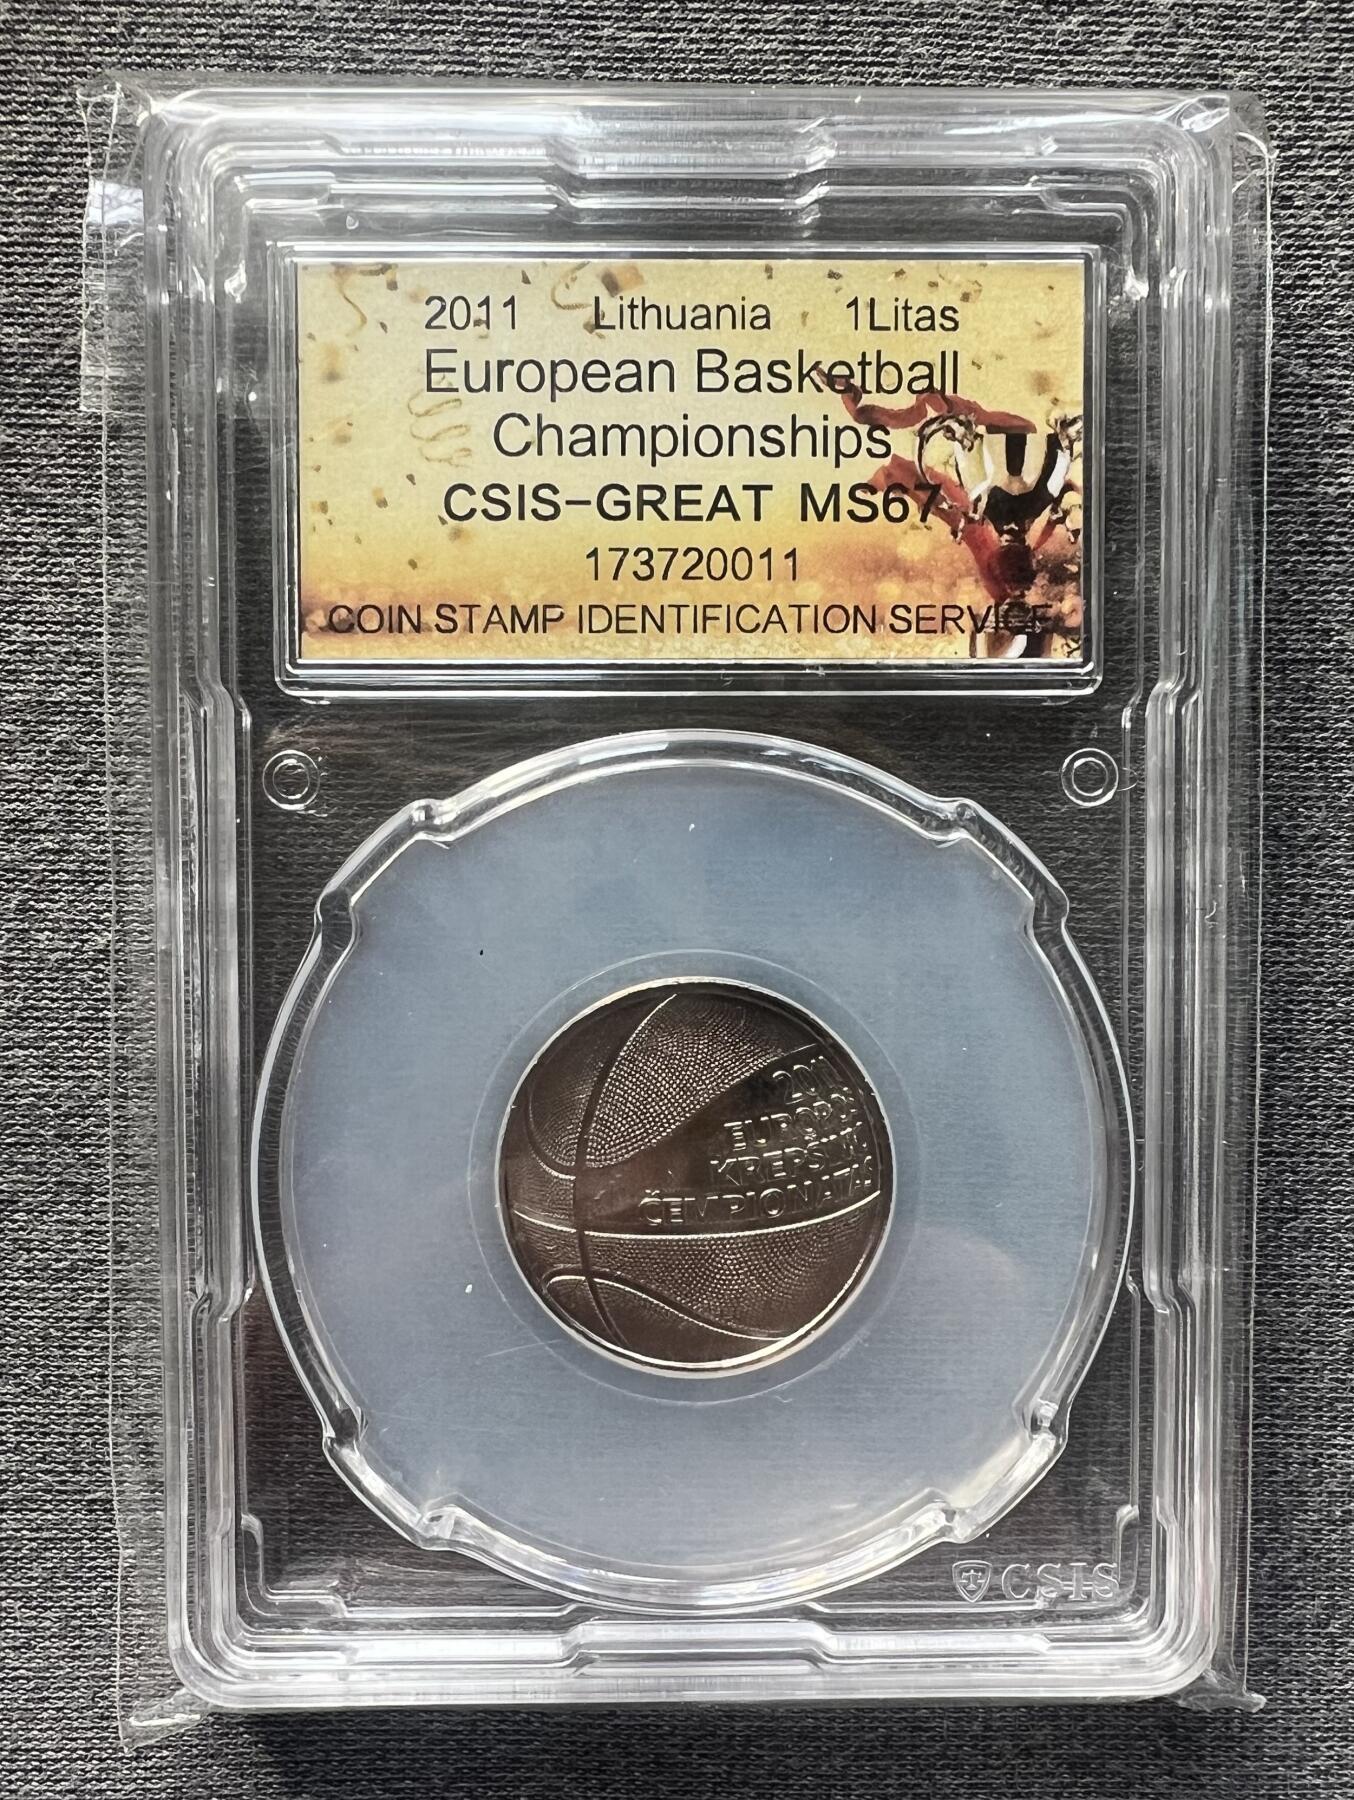 2011 Lithuania 1Litas
European Basketball
Championships
CSIS-GREAT MS67
173720011
COIN STAMP IDENTIFICATION SERVICE
2011
EUROPOS
KREPŠINIO
ČEMPIONATAS
CSIS